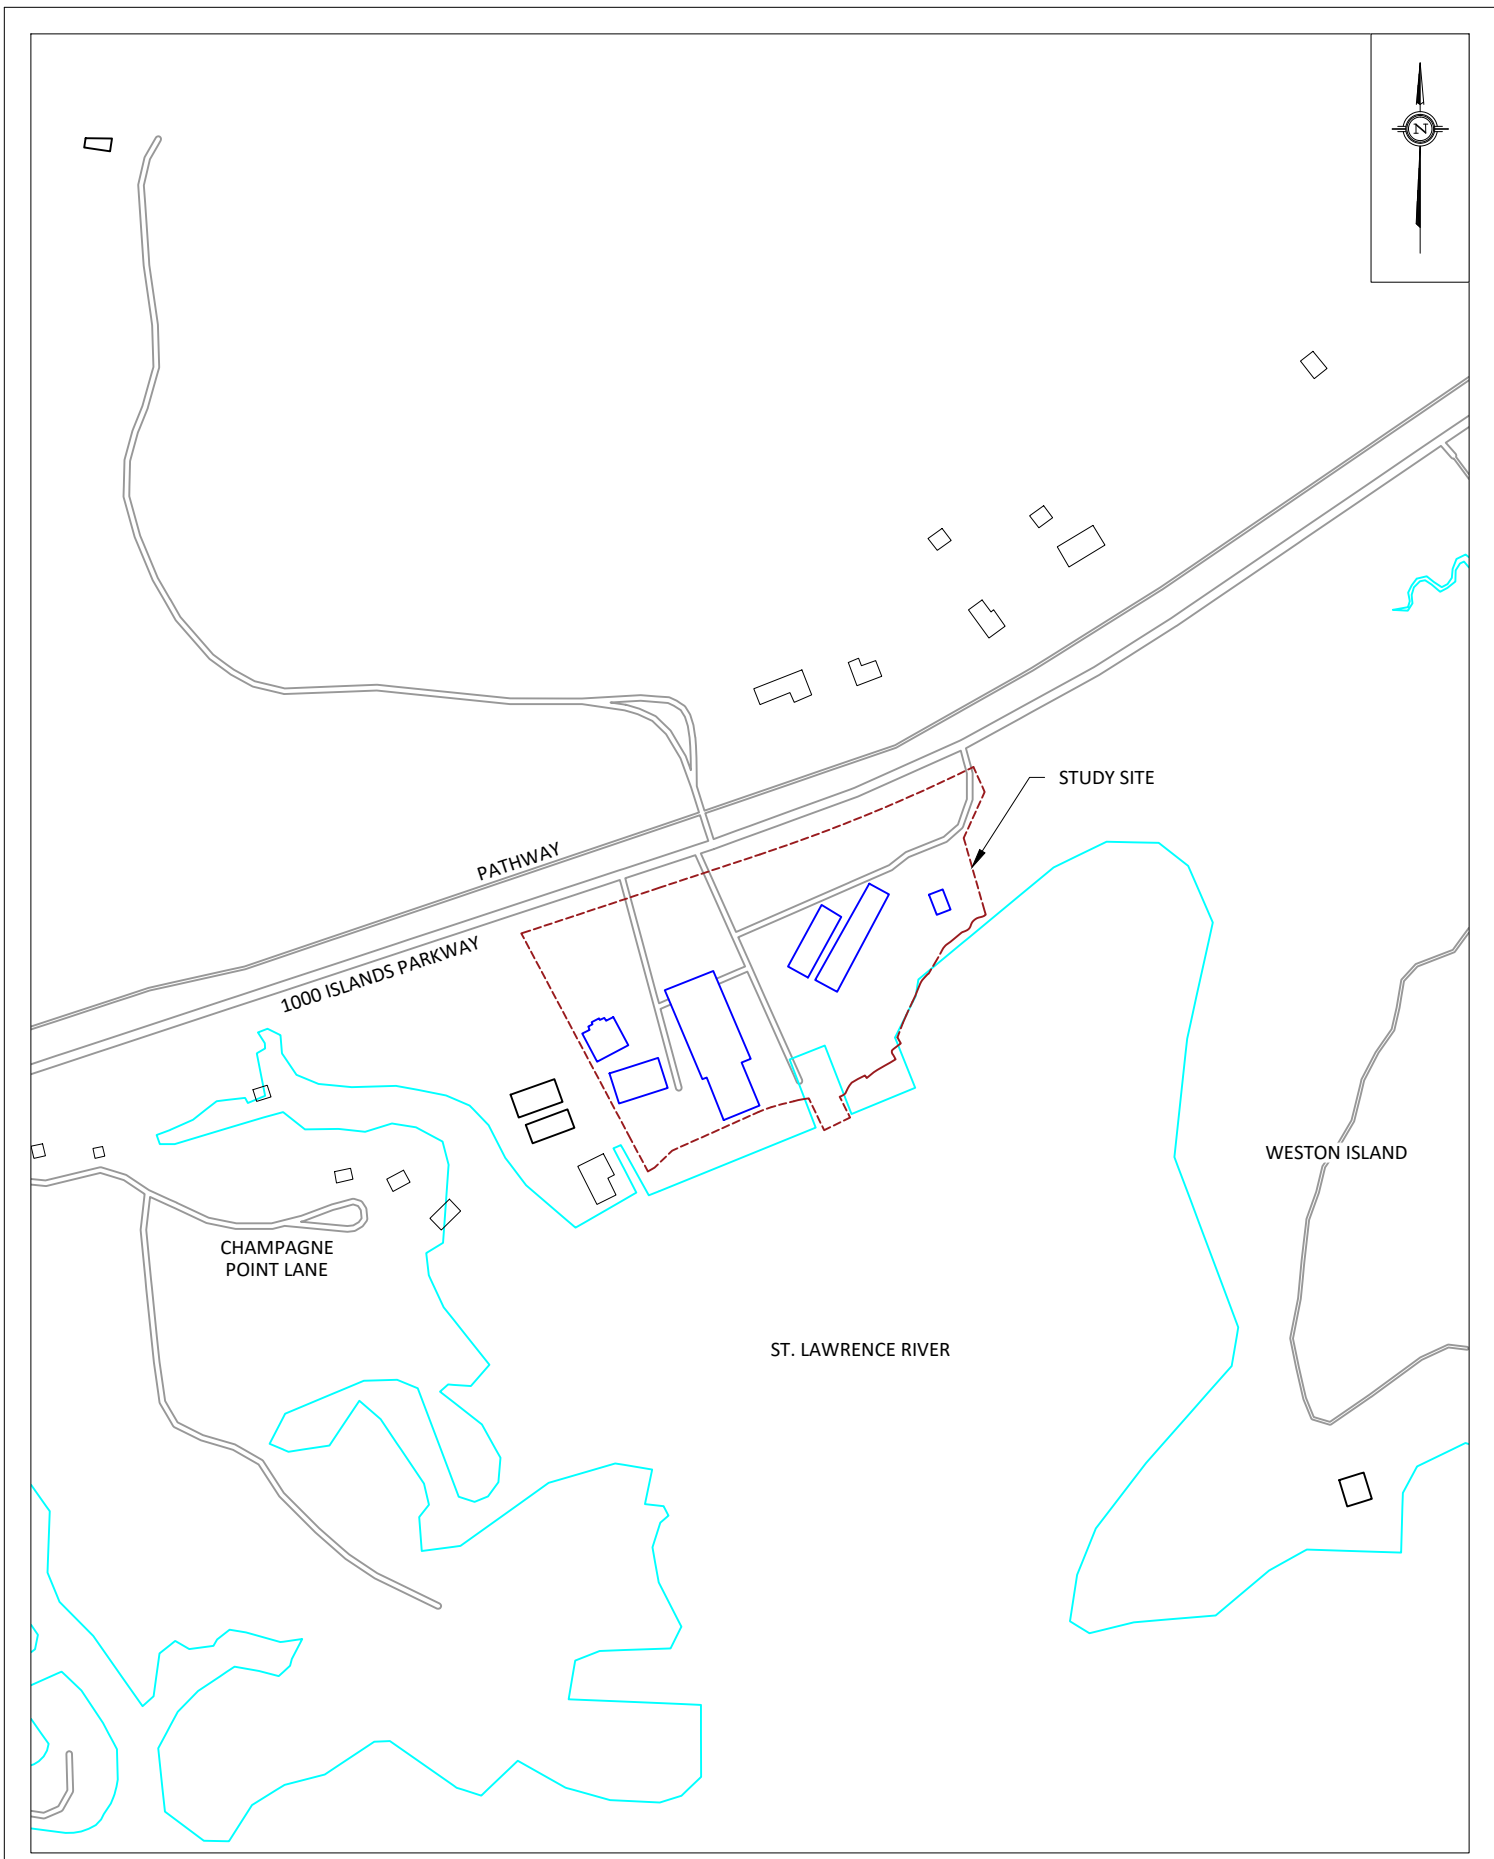 N
STUDY SITE
PATHWAY
1000 ISLANDS PARKWAY
WESTON ISLAND
CHAMPAGNE
POINT LANE
ST. LAWRENCE RIVER